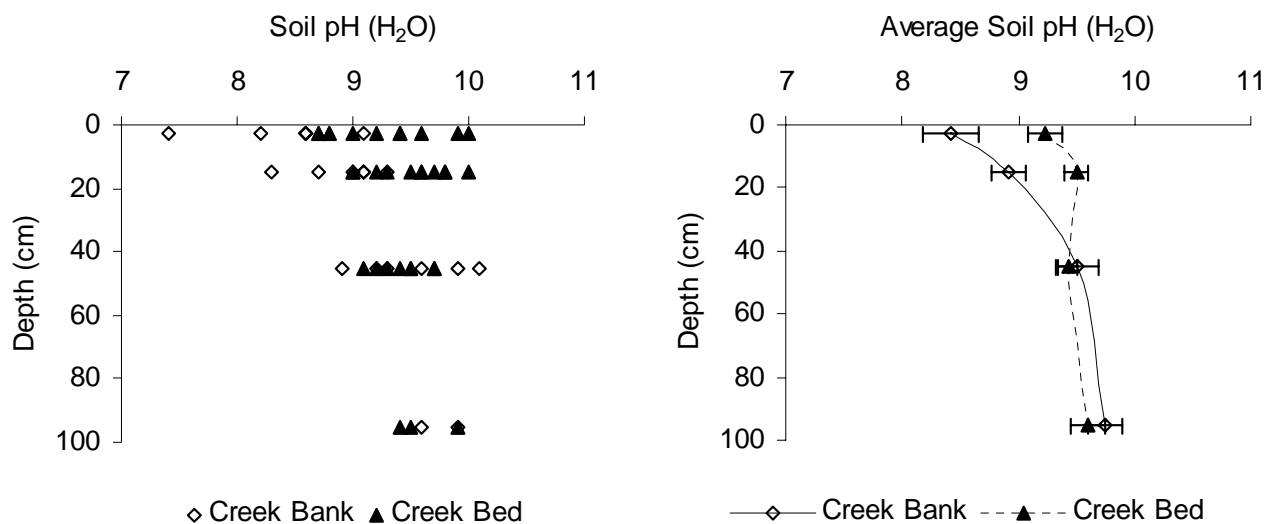 Soil pH (H₂O)
7 8 9 10 11
0
20
40
60
80
100
Depth (cm)
Creek Bank Creek Bed
Average Soil pH (H₂O)
7 8 9 10 11
0
20
40
60
80
100
Depth (cm)
Creek Bank Creek Bed